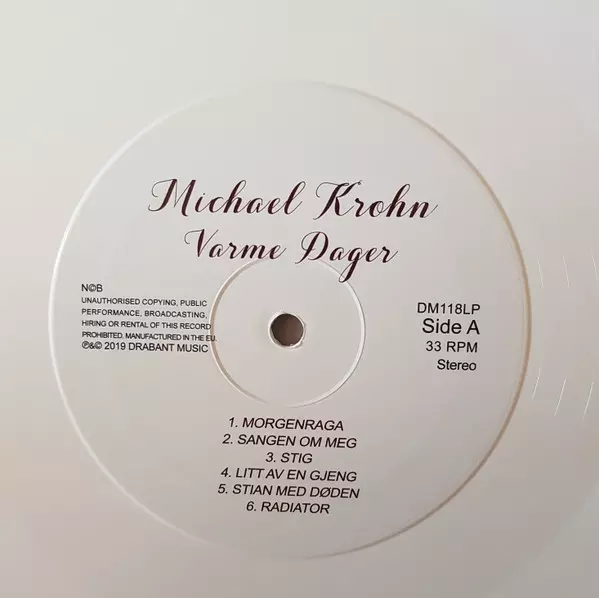 Michael Krohn
Varme Dager
N©B
UNAUTHORISED COPYING, PUBLIC
PERFORMANCE, BROADCASTING,
HIRING OR RENTAL OF THIS RECORD
PROHIBITED. MANUFACTURED IN THE EU.
℗&© 2019 DRABANT MUSIC
DM118LP
Side A
33 RPM
Stereo
1. MORGENRAGA
2. SANGEN OM MEG
3. STIG
4. LITT AV EN GJENG
5. STIAN MED DØDEN
6. RADIATOR